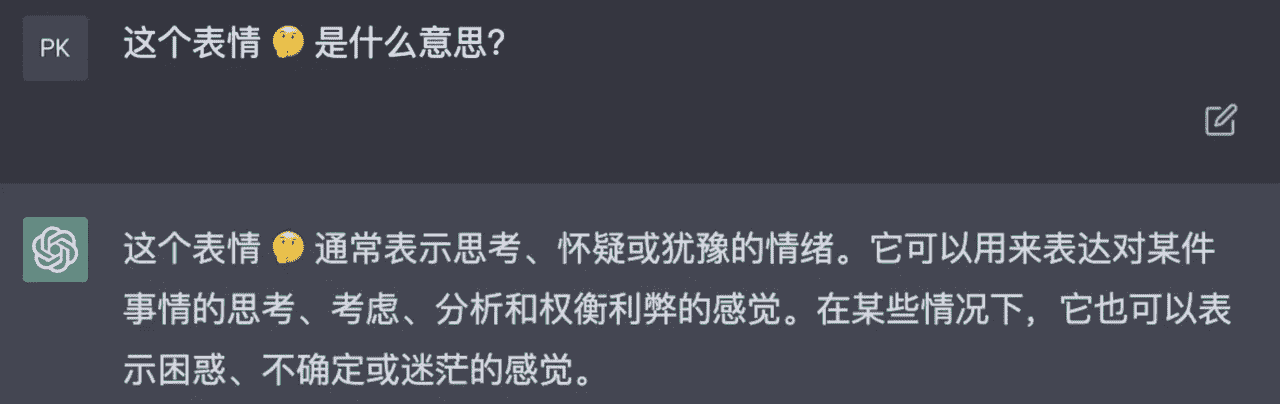 PK
这个表情 🤔 是什么意思?
这个表情 🤔 通常表示思考、怀疑或犹豫的情绪。它可以用来表达对某件
事情的思考、考虑、分析和权衡利弊的感觉。在某些情况下，它也可以表
示困惑、不确定或迷茫的感觉。